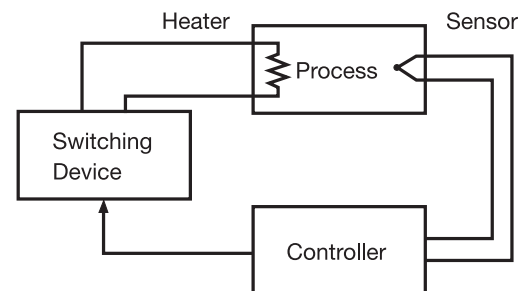 Heater
Sensor
Process
Switching
Device
Controller